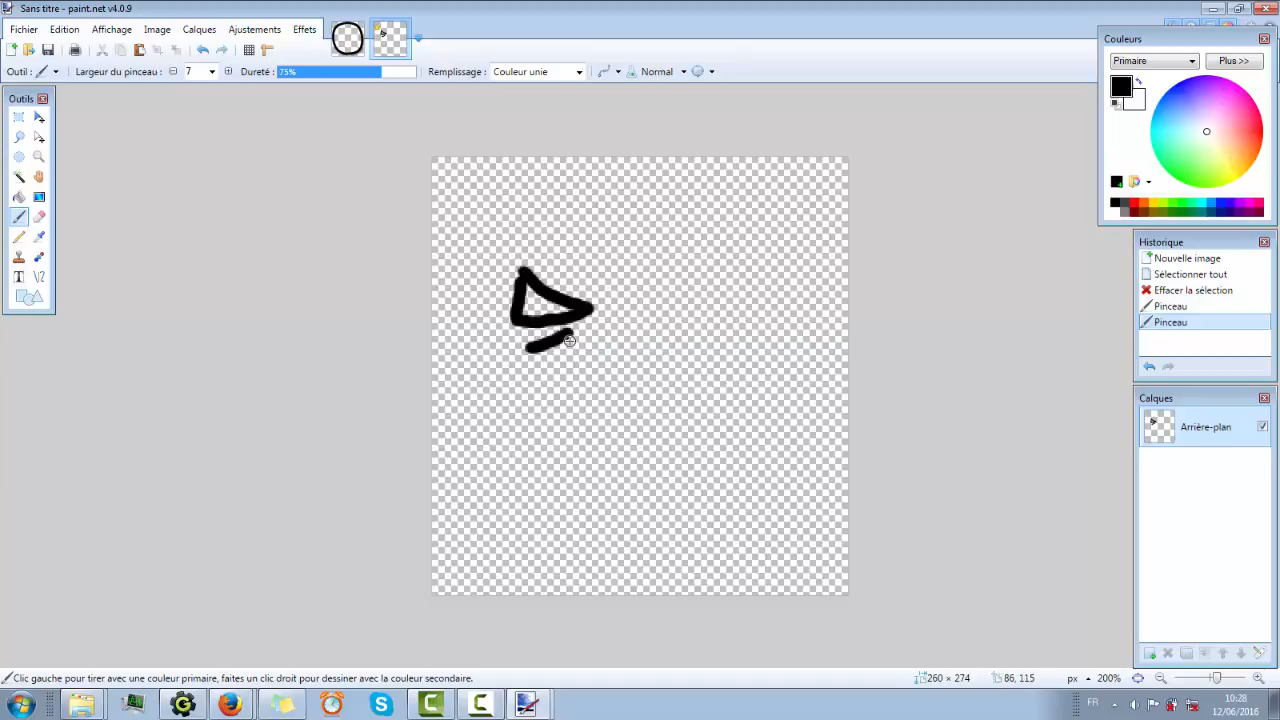 Sans titre - paint.net v4.0.9
Fichier Edition Affichage Image Calques Ajustements Effets
Outil : Largeur du pinceau : 7 Dureté : 75% Remplissage : Couleur unie Normal
Outils
Couleurs
Primaire Plus >>
Historique
Nouvelle image
Sélectionner tout
Effacer la sélection
Pinceau
Pinceau
Calques
Arrière-plan
Clic gauche pour tirer avec une couleur primaire, faites un clic droit pour dessiner avec la couleur secondaire. 260 × 274 86, 115 px 200%
FR 10:28
12/06/2016